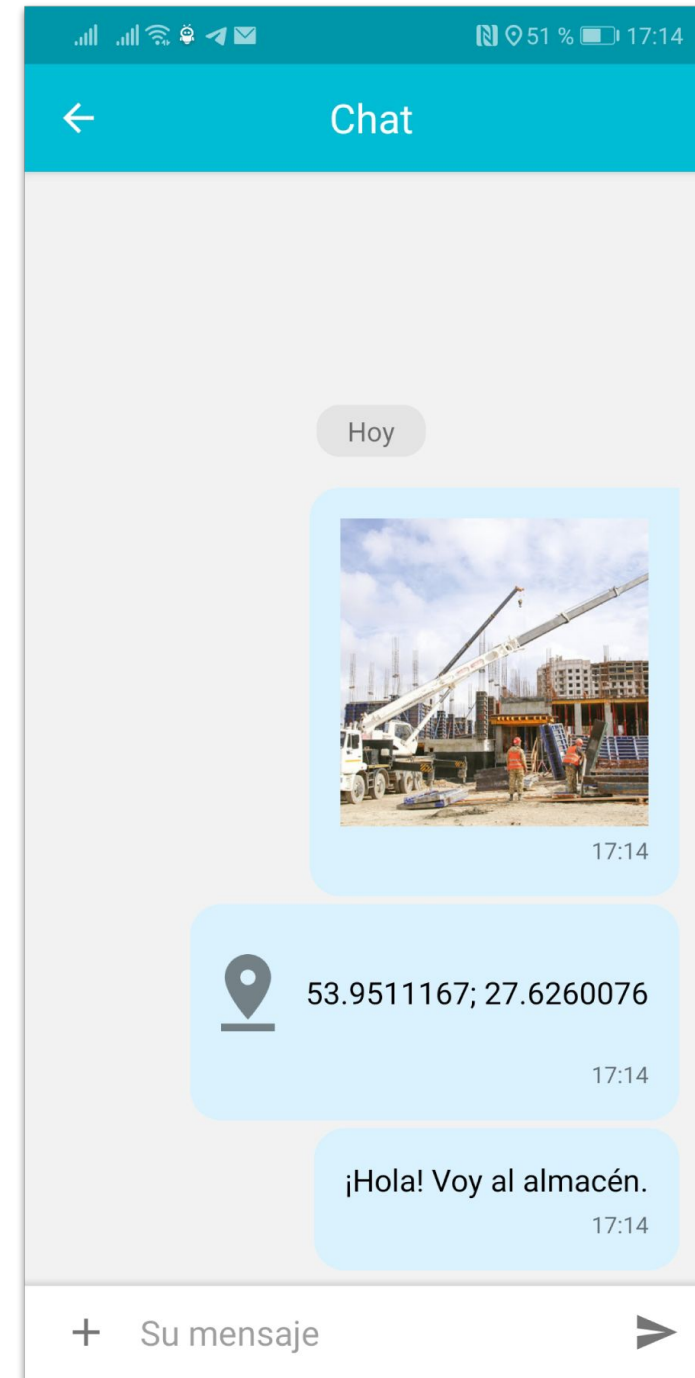 51 % 17:14
Chat
Hoy
17:14
53.9511167; 27.6260076
17:14
¡Hola! Voy al almacén.
17:14
Su mensaje